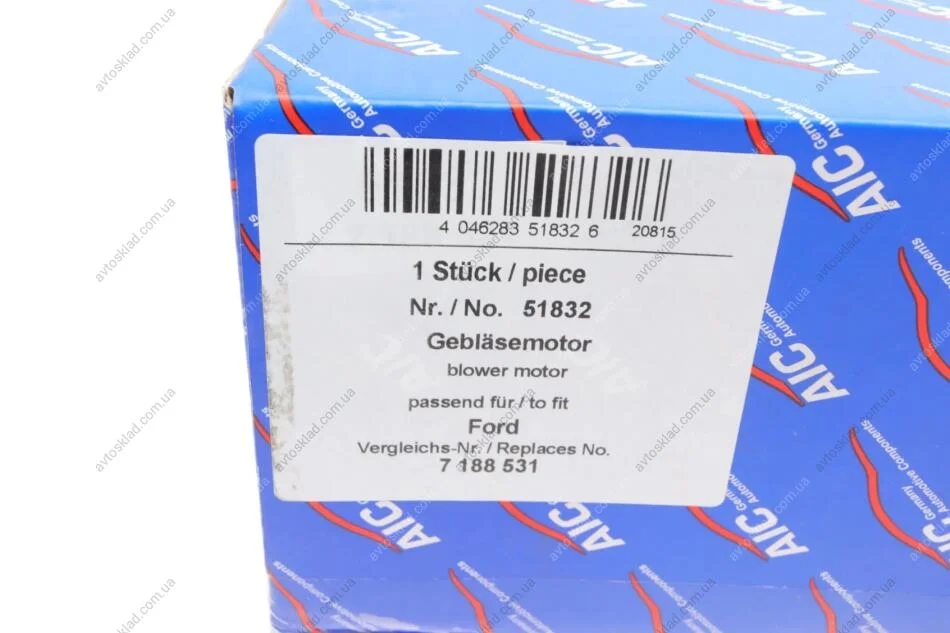 4 046283 51832 6 20815
1 Stück / piece
Nr. / No. 51832
Gebläsemotor
blower motor
passend für / to fit
Ford
Vergleichs-Nr. / Replaces No.
7 188 531
AIC Germany
Automotive Components
avtosklad.com.ua